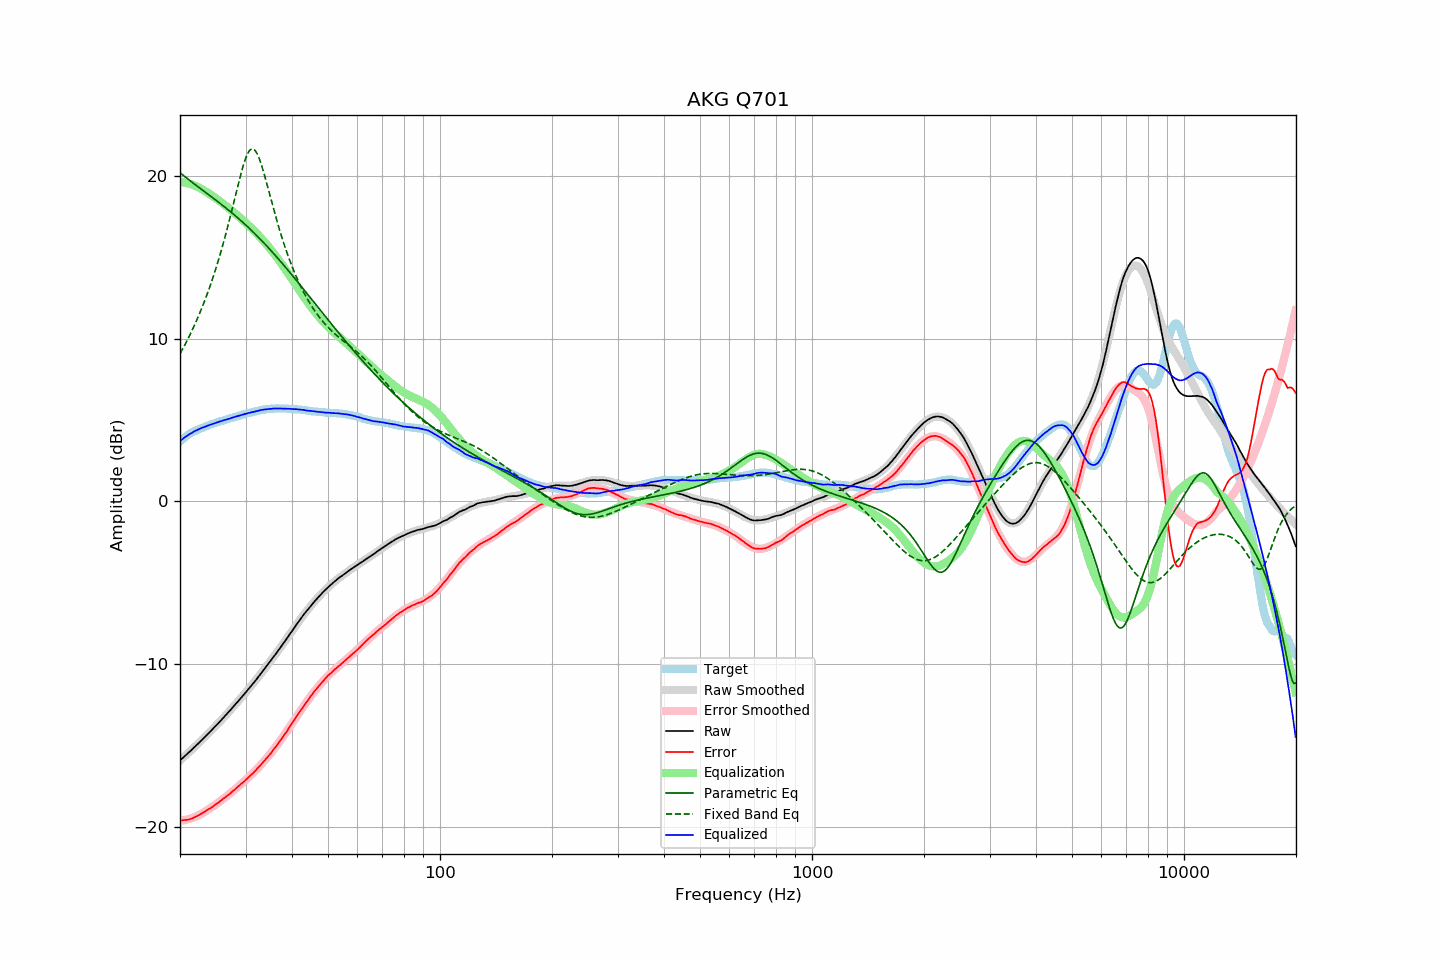 AKG Q701
Amplitude (dBr)
20
10
0
−10
−20
100
1000
10000
Frequency (Hz)
Target
Raw Smoothed
Error Smoothed
Raw
Error
Equalization
Parametric Eq
Fixed Band Eq
Equalized